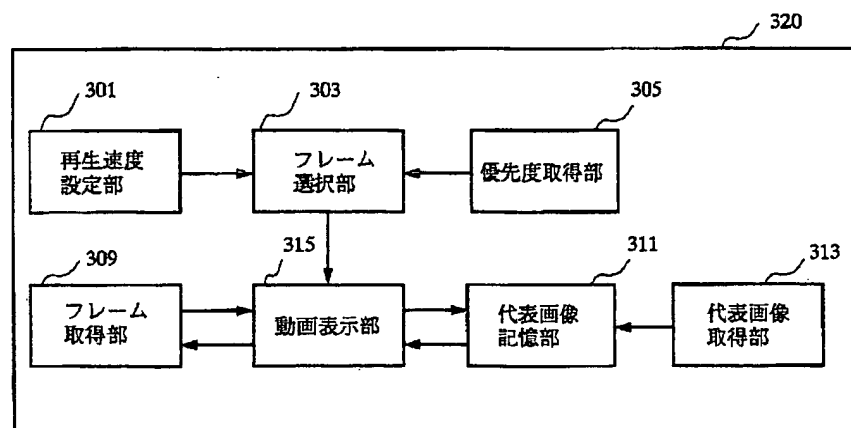 320
301
303
305
再生速度
設定部
フレーム
選択部
優先度取得部
309
315
311
313
フレーム
取得部
動画表示部
代表画像
記憶部
代表画像
取得部